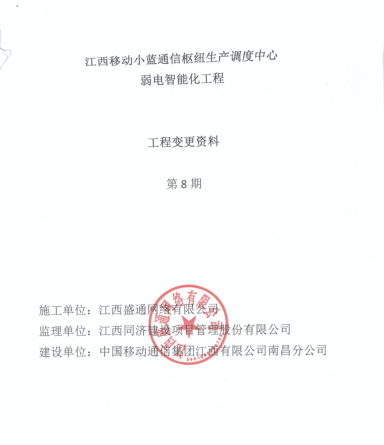 江西移动小蓝通信枢纽生产调度中心
弱电智能化工程
工程变更资料
第 8 期
施工单位：江西盛通网络有限公司
监理单位：江西同济建设项目管理股份有限公司
建设单位：中国移动通信集团江西有限公司南昌分公司